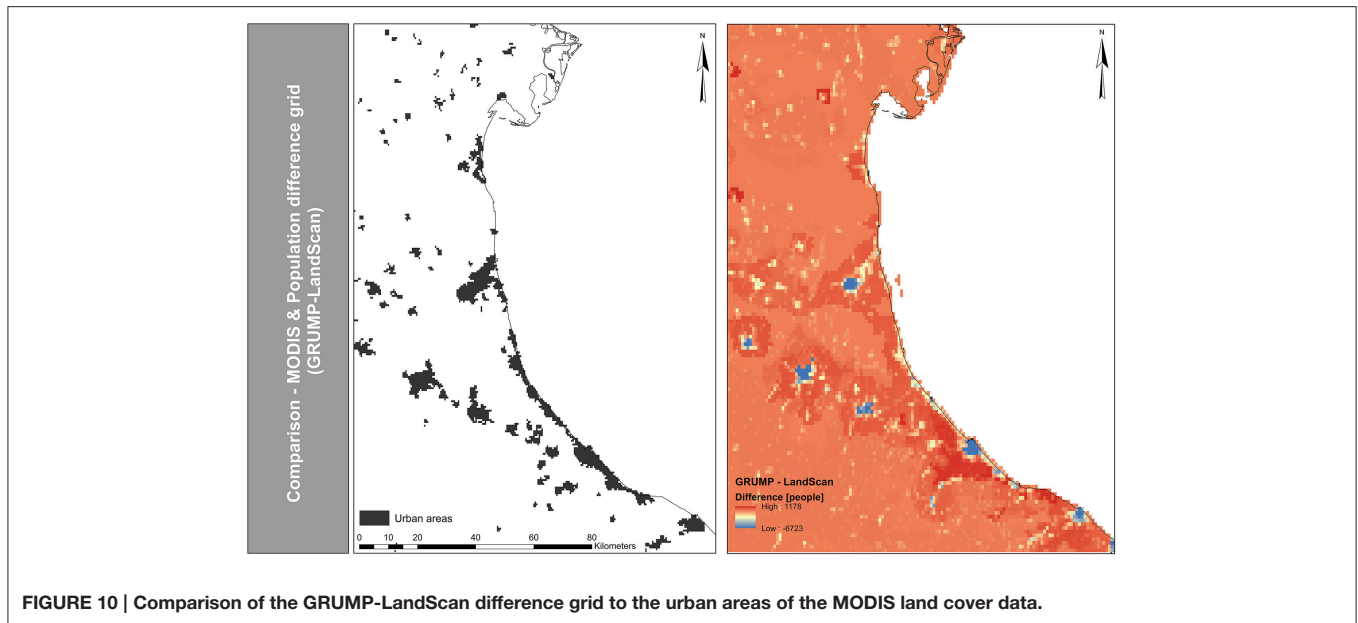 Comparison - MODIS & Population difference grid
(GRUMP-LandScan)
N
Urban areas
0 10 20 40 60 80
Kilometers
N
GRUMP - LandScan
Difference [people]
High : 1178
Low : -6723
FIGURE 10 | Comparison of the GRUMP-LandScan difference grid to the urban areas of the MODIS land cover data.